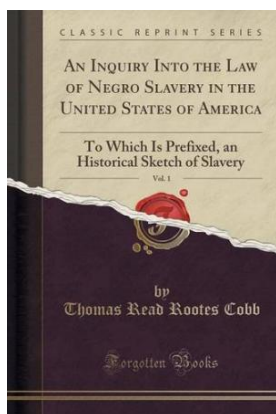 CLASSIC REPRINT SERIES
AN INQUIRY INTO THE LAW
OF NEGRO SLAVERY IN THE
UNITED STATES OF AMERICA
TO WHICH IS PREFIXED, AN
HISTORICAL SKETCH OF SLAVERY
Vol. 1
by
Thomas Read Rootes Cobb
Forgotten Books